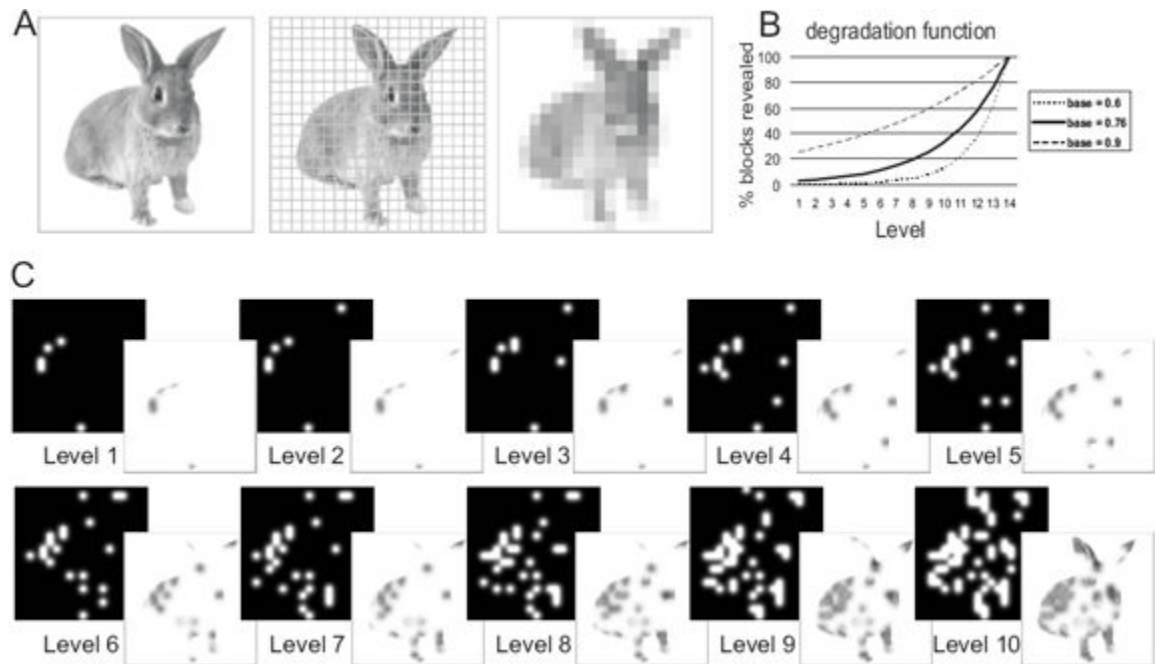 A
B
degradation function
% blocks revealed
100
80
60
40
20
0
1 2 3 4 5 6 7 8 9 10 11 12 13 14
Level
base = 0.6
base = 0.76
base = 0.9
C
Level 1
Level 2
Level 3
Level 4
Level 5
Level 6
Level 7
Level 8
Level 9
Level 10